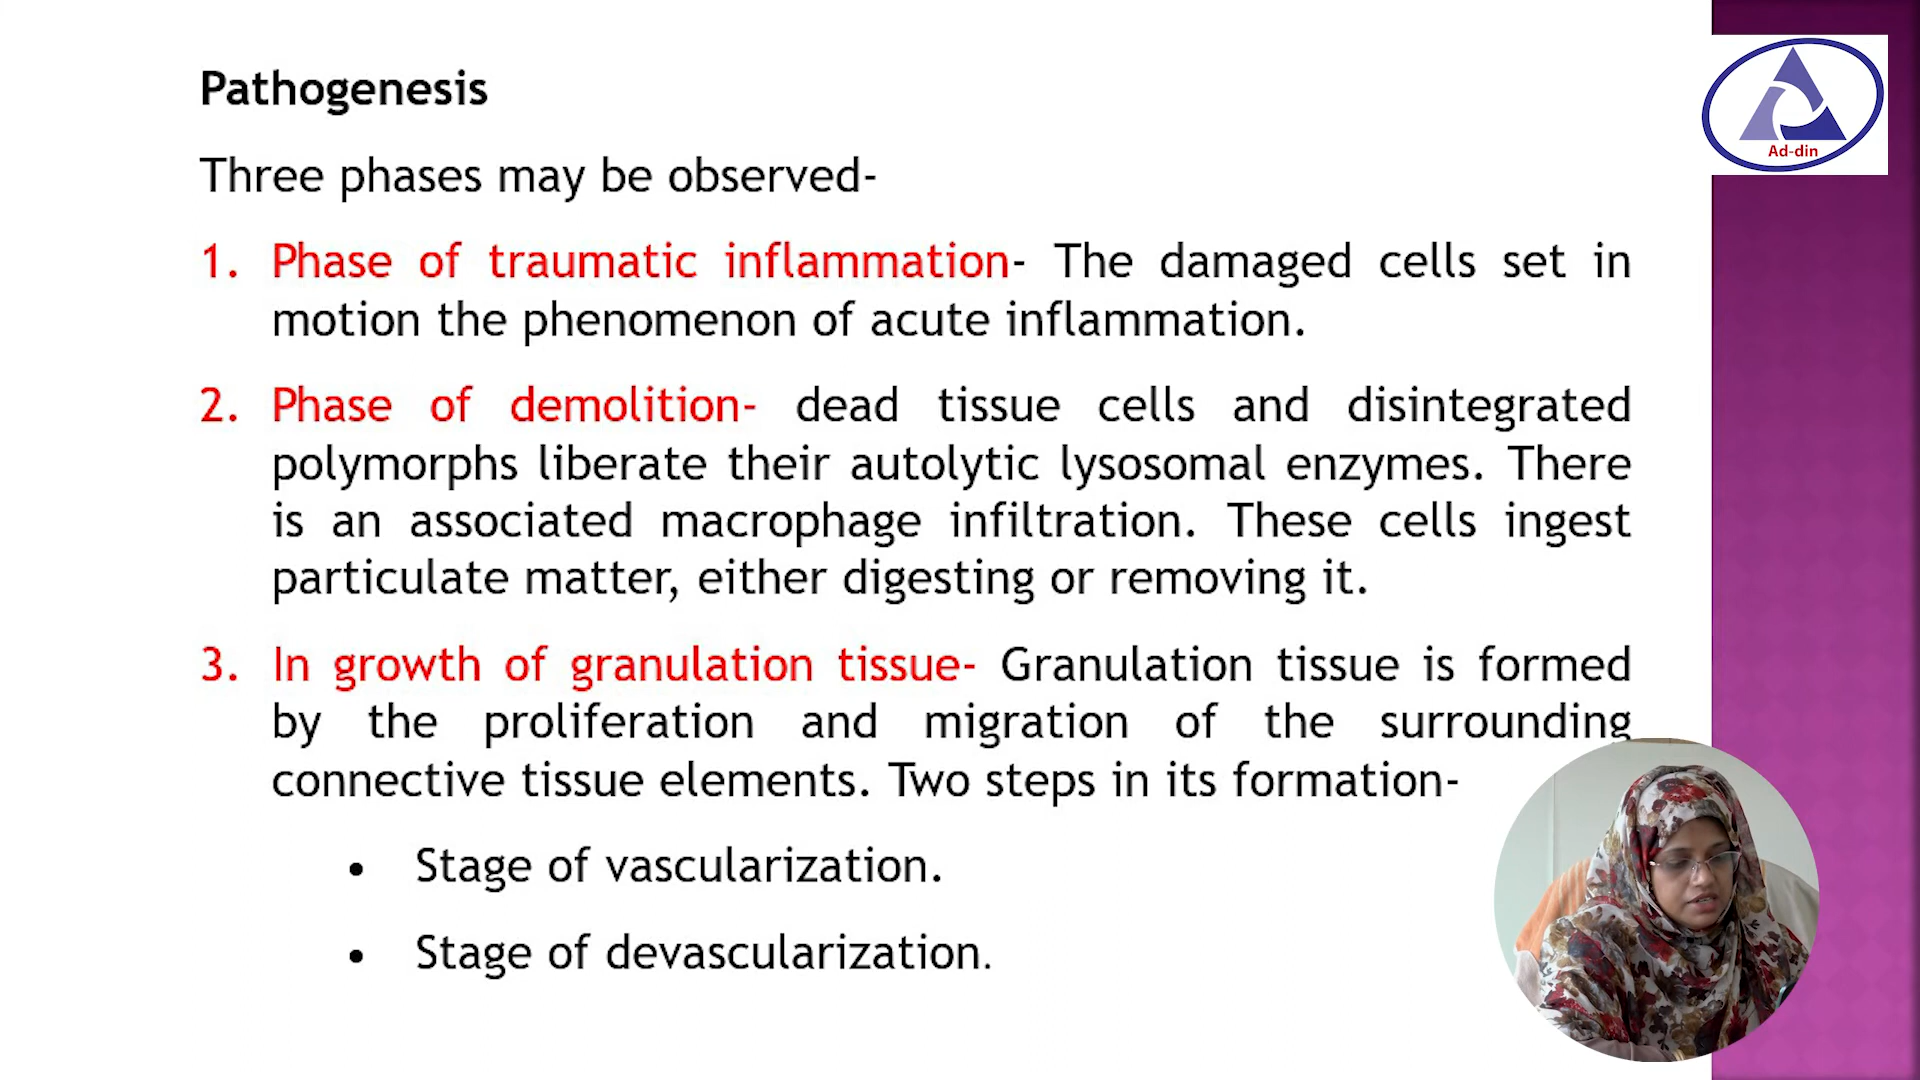 Pathogenesis
Three phases may be observed-
1. Phase of traumatic inflammation- The damaged cells set in
motion the phenomenon of acute inflammation.
2. Phase of demolition- dead tissue cells and disintegrated
polymorphs liberate their autolytic lysosomal enzymes. There
is an associated macrophage infiltration. These cells ingest
particulate matter, either digesting or removing it.
3. In growth of granulation tissue- Granulation tissue is formed
by the proliferation and migration of the surrounding
connective tissue elements. Two steps in its formation-
• Stage of vascularization.
• Stage of devascularization.
Ad-din